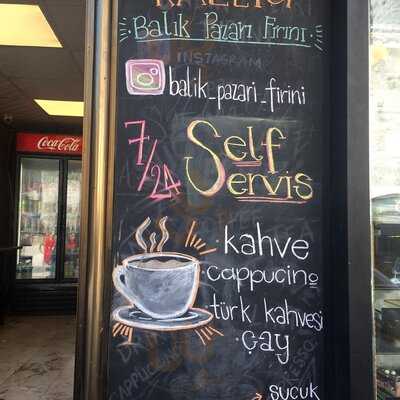 Balık Pazarı Fırını
INSTAGRAM
balik_pazari_firini
7/24
Self
Servis
kahve
cappucino
türk kahvesi
çay
→ sucuk
Coca-Cola